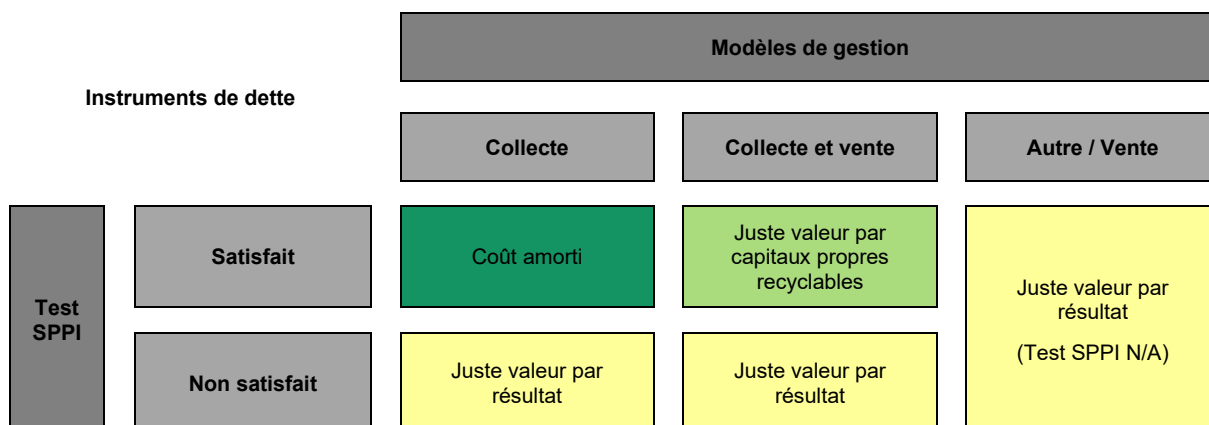 Modèles de gestion
Instruments de dette
Collecte
Collecte et vente
Autre / Vente
Test
SPPI
Satisfait
Coût amorti
Juste valeur par
capitaux propres
recyclables
Juste valeur par
résultat
(Test SPPI N/A)
Non satisfait
Juste valeur par
résultat
Juste valeur par
résultat